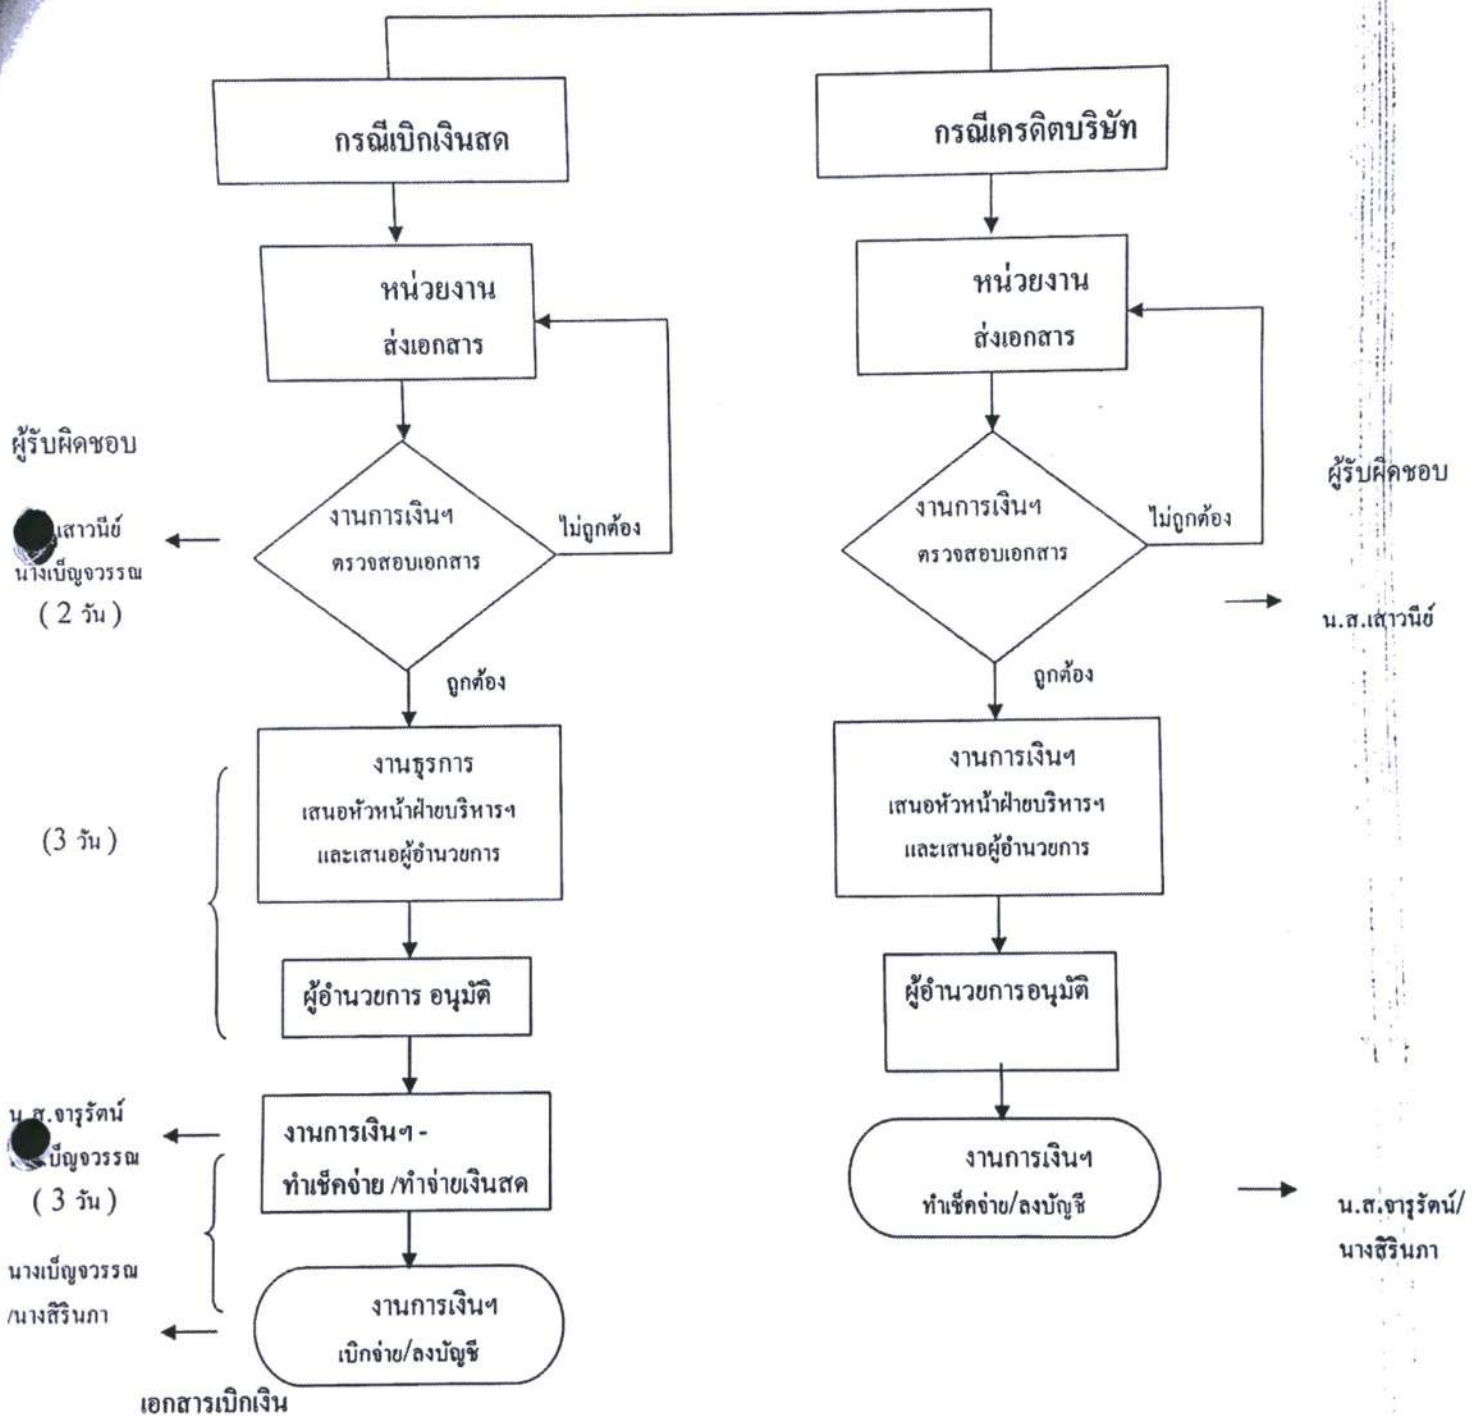 กรณีเบิกเงินสด
หน่วยงาน
ส่งเอกสาร
ผู้รับผิดชอบ
เสาวนีย์
นางเบ็ญจวรรณ
( 2 วัน )
งานการเงินฯ
ตรวจสอบเอกสาร
ไม่ถูกต้อง
ถูกต้อง
(3 วัน )
งานธุรการ
เสนอหัวหน้าฝ่ายบริหารฯ
และเสนอผู้อำนวยการ
ผู้อำนวยการ อนุมัติ
น.ส.จารุรัตน์
เบ็ญจวรรณ
( 3 วัน )
งานการเงินฯ -
ทำเช็คจ่าย /ทำจ่ายเงินสด
นางเบ็ญจวรรณ
/นางสิรินภา
งานการเงินฯ
เบิกจ่าย/ลงบัญชี
เอกสารเบิกเงิน
กรณีเครดิตบริษัท
หน่วยงาน
ส่งเอกสาร
งานการเงินฯ
ตรวจสอบเอกสาร
ไม่ถูกต้อง
ผู้รับผิดชอบ
น.ส.เสาวนีย์
ถูกต้อง
งานการเงินฯ
เสนอหัวหน้าฝ่ายบริหารฯ
และเสนอผู้อำนวยการ
ผู้อำนวยการอนุมัติ
งานการเงินฯ
ทำเช็คจ่าย/ลงบัญชี
น.ส.จารุรัตน์/
นางสิรินภา